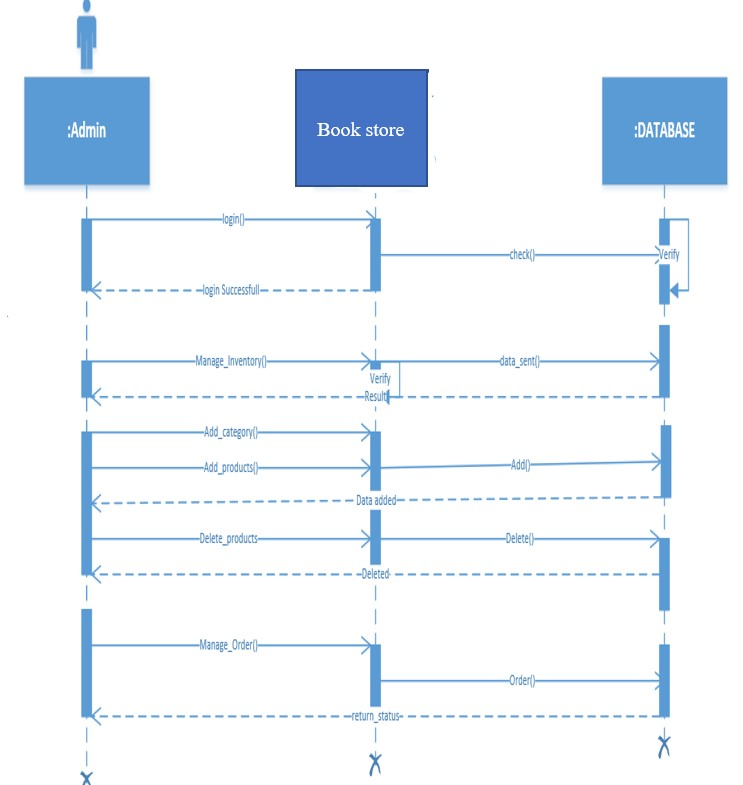 :Admin
Book store
:DATABASE
login()
check()
Verify
login Successfull
Manage_Inventory()
data_sent()
Verify
Result
Add_category()
Add_products()
Add()
Data added
Delete_products
Delete()
Deleted
Manage_Order()
Order()
return_status